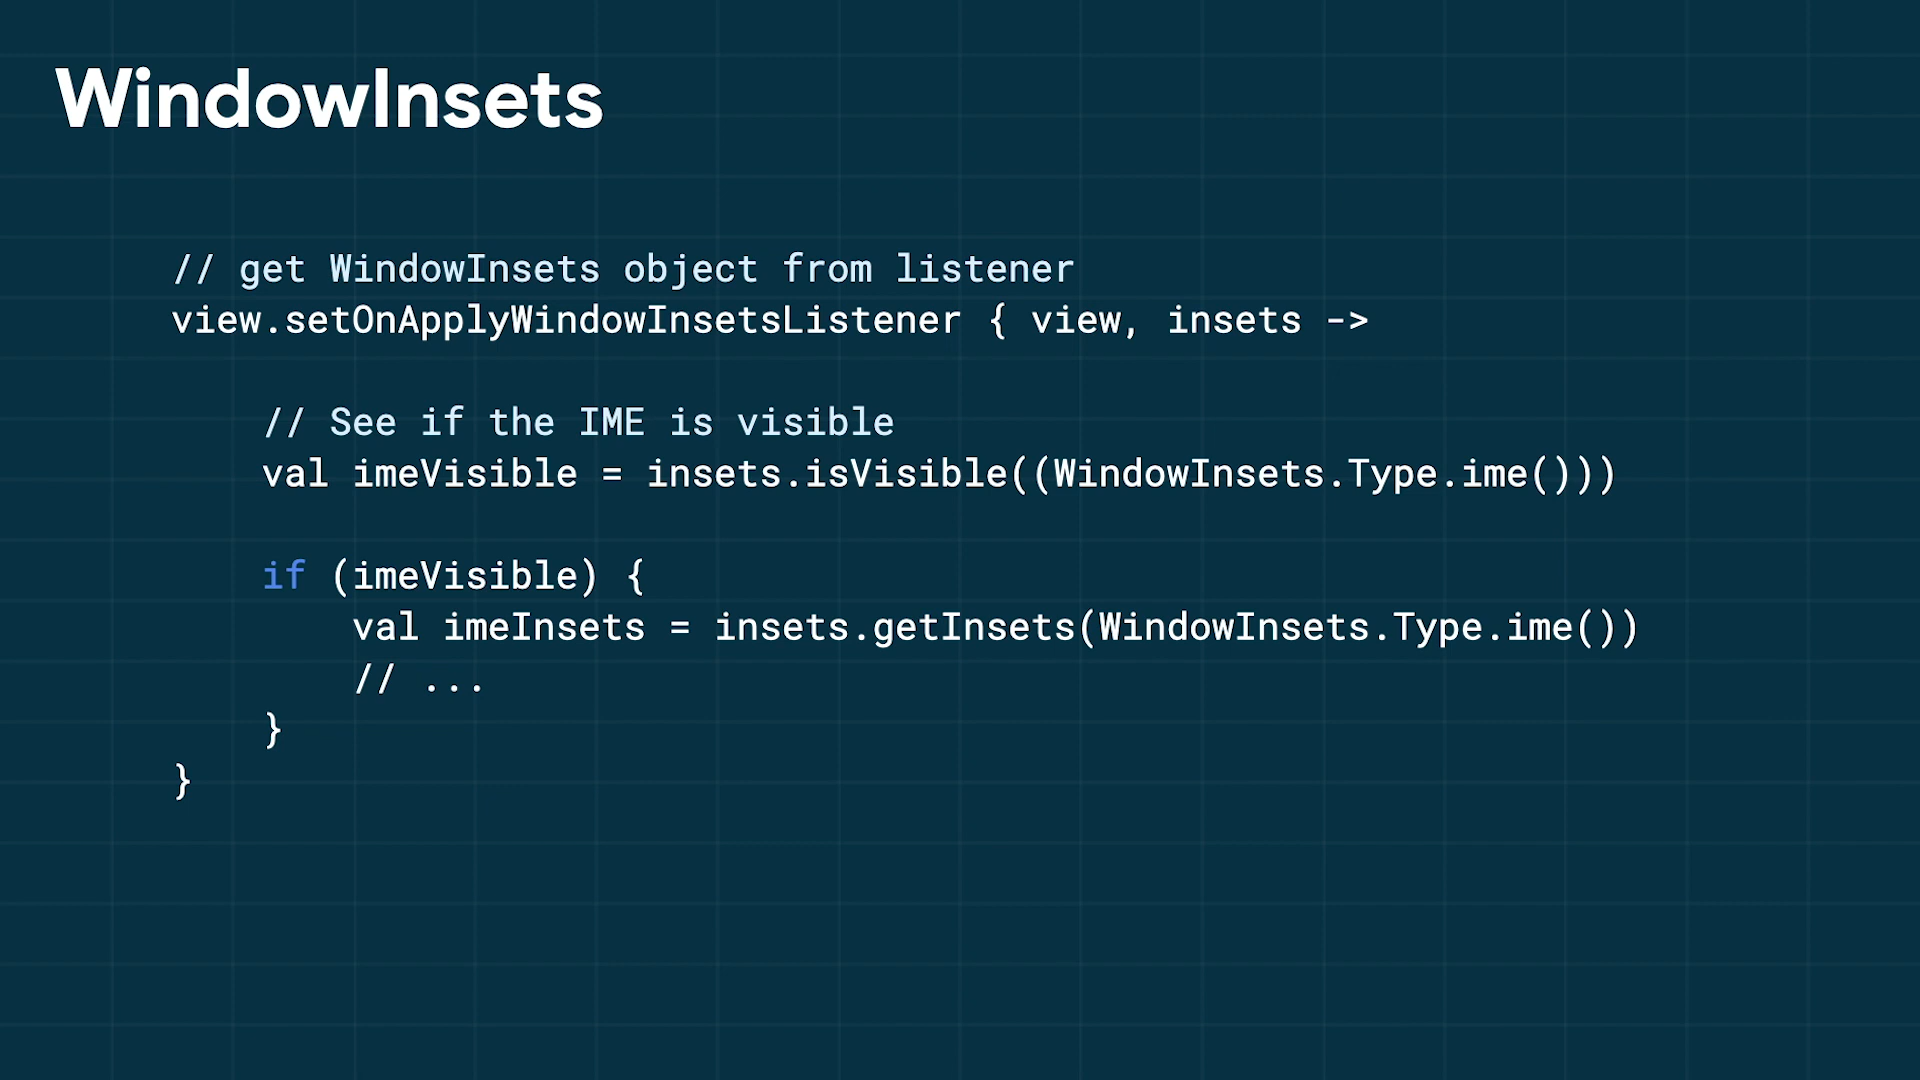 WindowInsets
// get WindowInsets object from listener
view.setOnApplyWindowInsetsListener { view, insets ->
// See if the IME is visible
val imeVisible = insets.isVisible((WindowInsets.Type.ime()))
if (imeVisible) {
val imeInsets = insets.getInsets(WindowInsets.Type.ime())
// ...
}
}